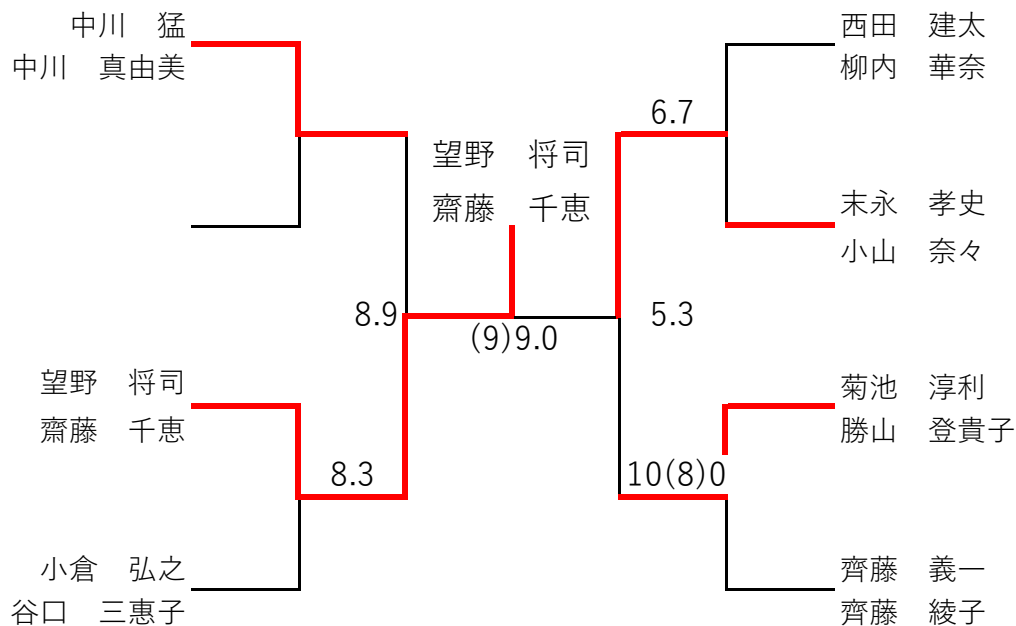 中川　猛
中川　真由美
西田　建太
柳内　華奈
6.7
望野　将司
齋藤　千恵
末永　孝史
小山　奈々
8.9
(9)9.0
5.3
望野　将司
齋藤　千恵
菊池　淳利
勝山　登貴子
8.3
10(8)0
小倉　弘之
谷口　三惠子
齊藤　義一
齊藤　綾子